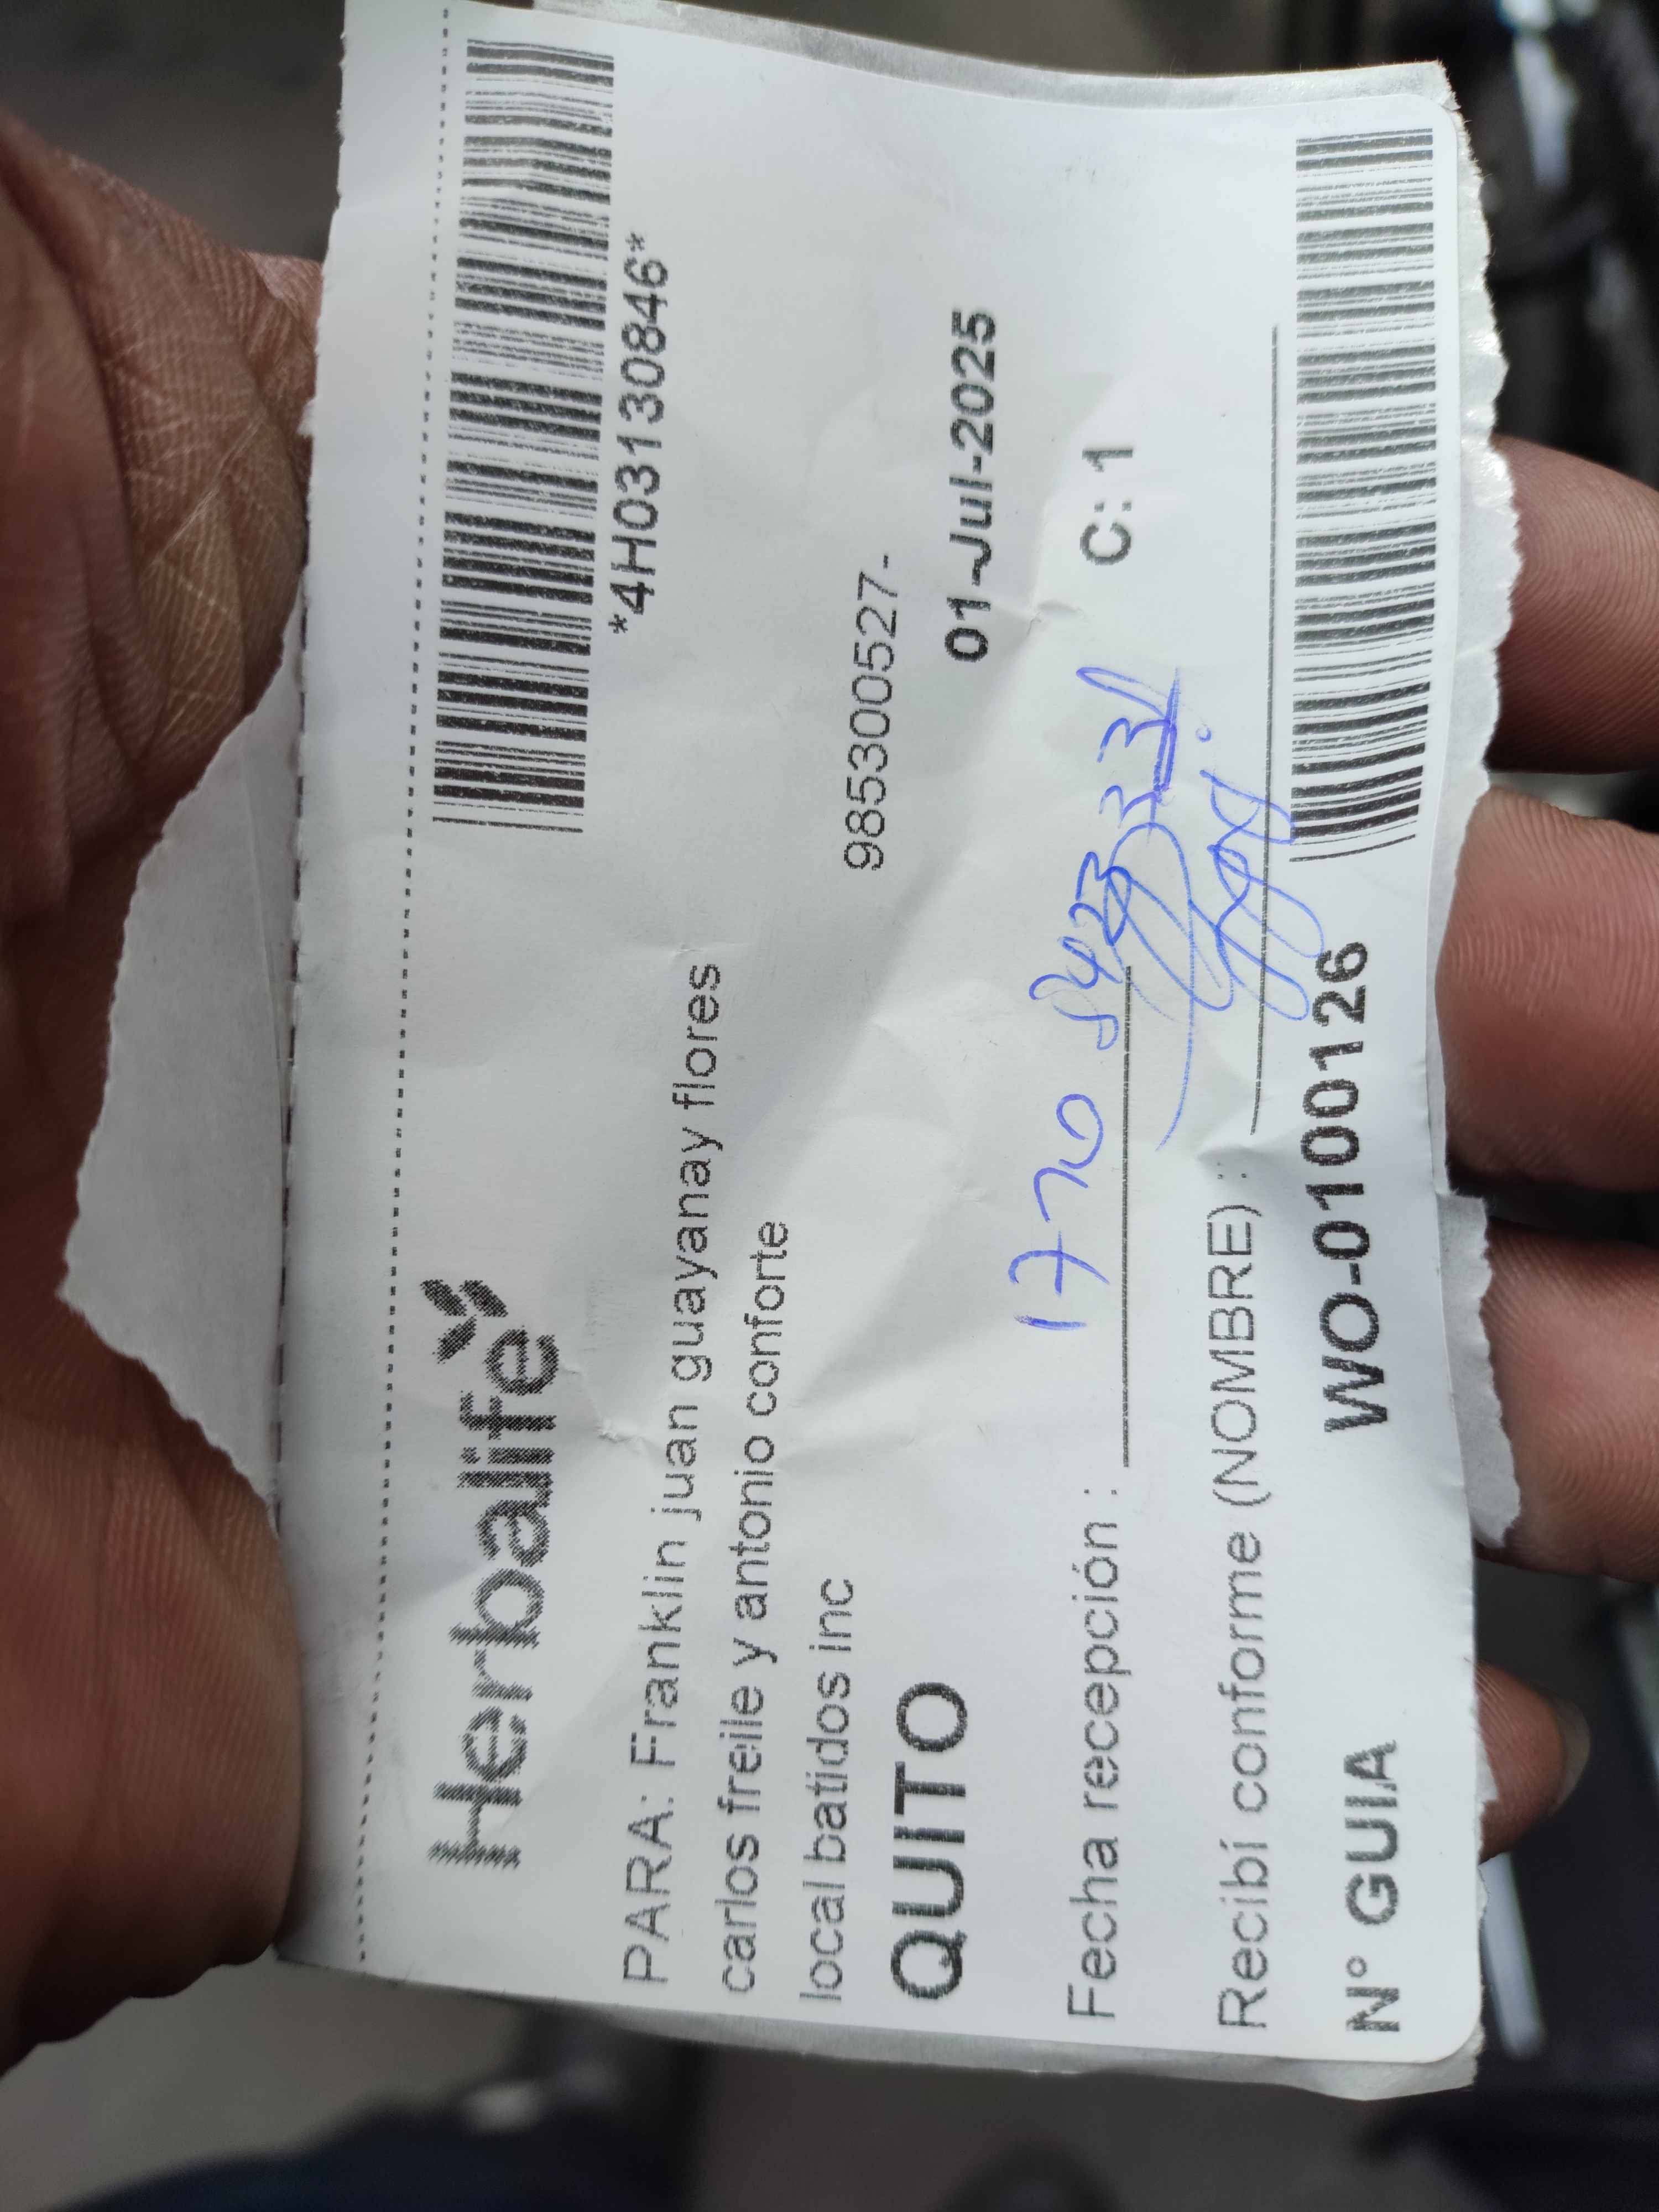 Herbalife
*4H03130846*
PARA: Franklin juan guayanay flores
carlos freile y antonio conforte
local batidos inc
985300527-
QUITO
01-Jul-2025
Fecha recepción :
C: 1
Recibí conforme (NOMBRE) :
N° GUIA WO-0100126